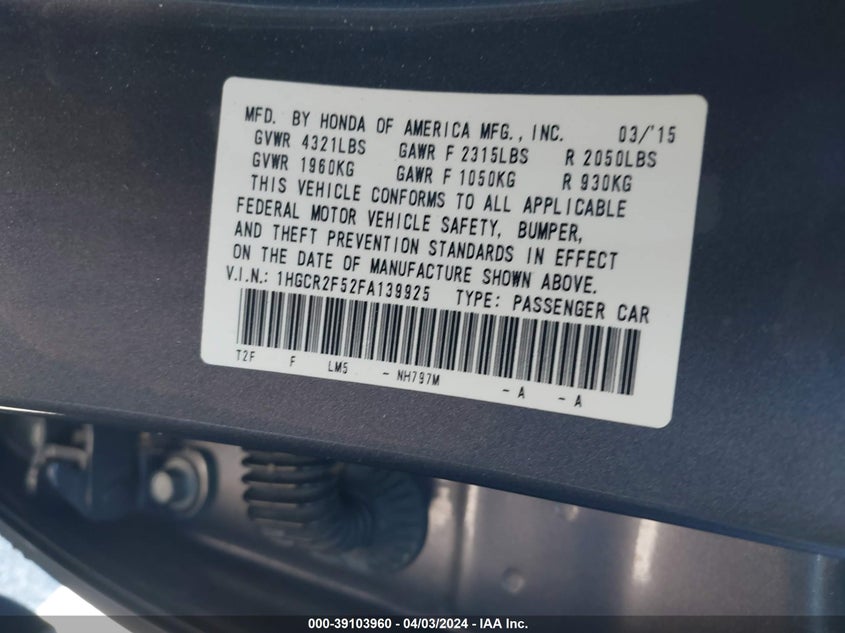 MFD. BY HONDA OF AMERICA MFG., INC. 03/'15
GVWR 4321LBS GAWR F 2315LBS R 2050LBS
GVWR 1960KG GAWR F 1050KG R 930KG
THIS VEHICLE CONFORMS TO ALL APPLICABLE
FEDERAL MOTOR VEHICLE SAFETY, BUMPER,
AND THEFT PREVENTION STANDARDS IN EFFECT
ON THE DATE OF MANUFACTURE SHOWN ABOVE.
V.I.N.: 1HGCR2F52FA139925 TYPE: PASSENGER CAR
T2F F LM5 - NH797M - A - A
000-39103960 - 04/03/2024 - IAA Inc.